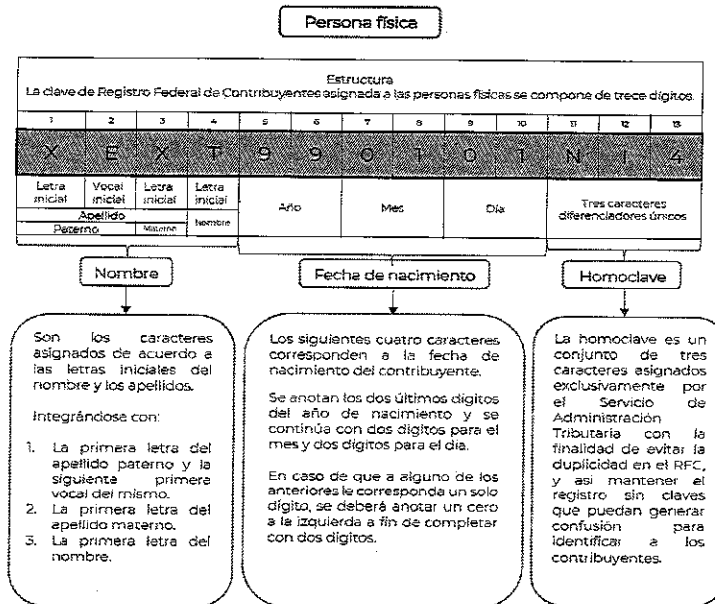 Persona física
Estructura
La clave de Registro Federal de Contribuyentes asignada a las personas físicas se compone de trece dígitos.
1 2 3 4 5 6 7 8 9 10 11 12 13
X E X T 9 9 0 1 0 1 N I 4
Letra inicial Vocal inicial Letra inicial Letra inicial
Apellido
Paterno Materno Nombre
Año Mes Día
Tres caracteres
diferenciadores únicos
Nombre
Son los caracteres
asignados de acuerdo a
las letras iniciales del
nombre y los apellidos.
Integrándose con:
1. La primera letra del
apellido paterno y la
siguiente primera
vocal del mismo.
2. La primera letra del
apellido materno.
3. La primera letra del
nombre.
Fecha de nacimiento
Los siguientes cuatro caracteres
corresponden a la fecha de
nacimiento del contribuyente.
Se anotan los dos últimos dígitos
del año de nacimiento y se
continúa con dos dígitos para el
mes y dos dígitos para el día.
En caso de que a alguno de los
anteriores le corresponda un solo
dígito, se deberá anotar un cero
a la izquierda a fin de completar
con dos dígitos.
Homoclave
La homoclave es un
conjunto de tres
caracteres asignados
exclusivamente por
el Servicio de
Administración
Tributaria con la
finalidad de evitar la
duplicidad en el RFC,
y así mantener el
registro sin claves
que puedan generar
confusión para
identificar a los
contribuyentes.